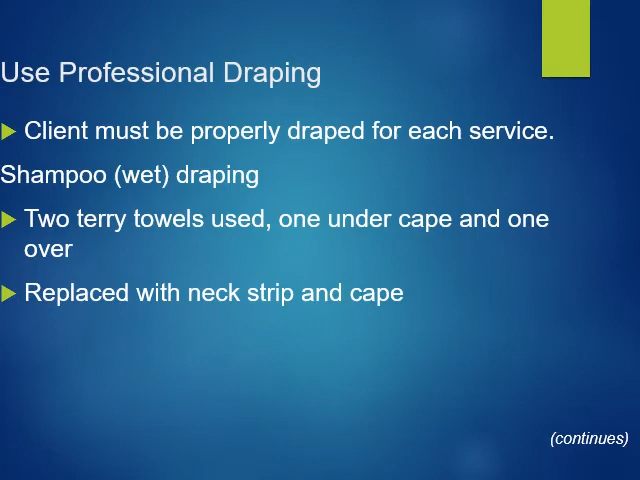 Use Professional Draping
Client must be properly draped for each service.
Shampoo (wet) draping
Two terry towels used, one under cape and one
over
Replaced with neck strip and cape
(continues)